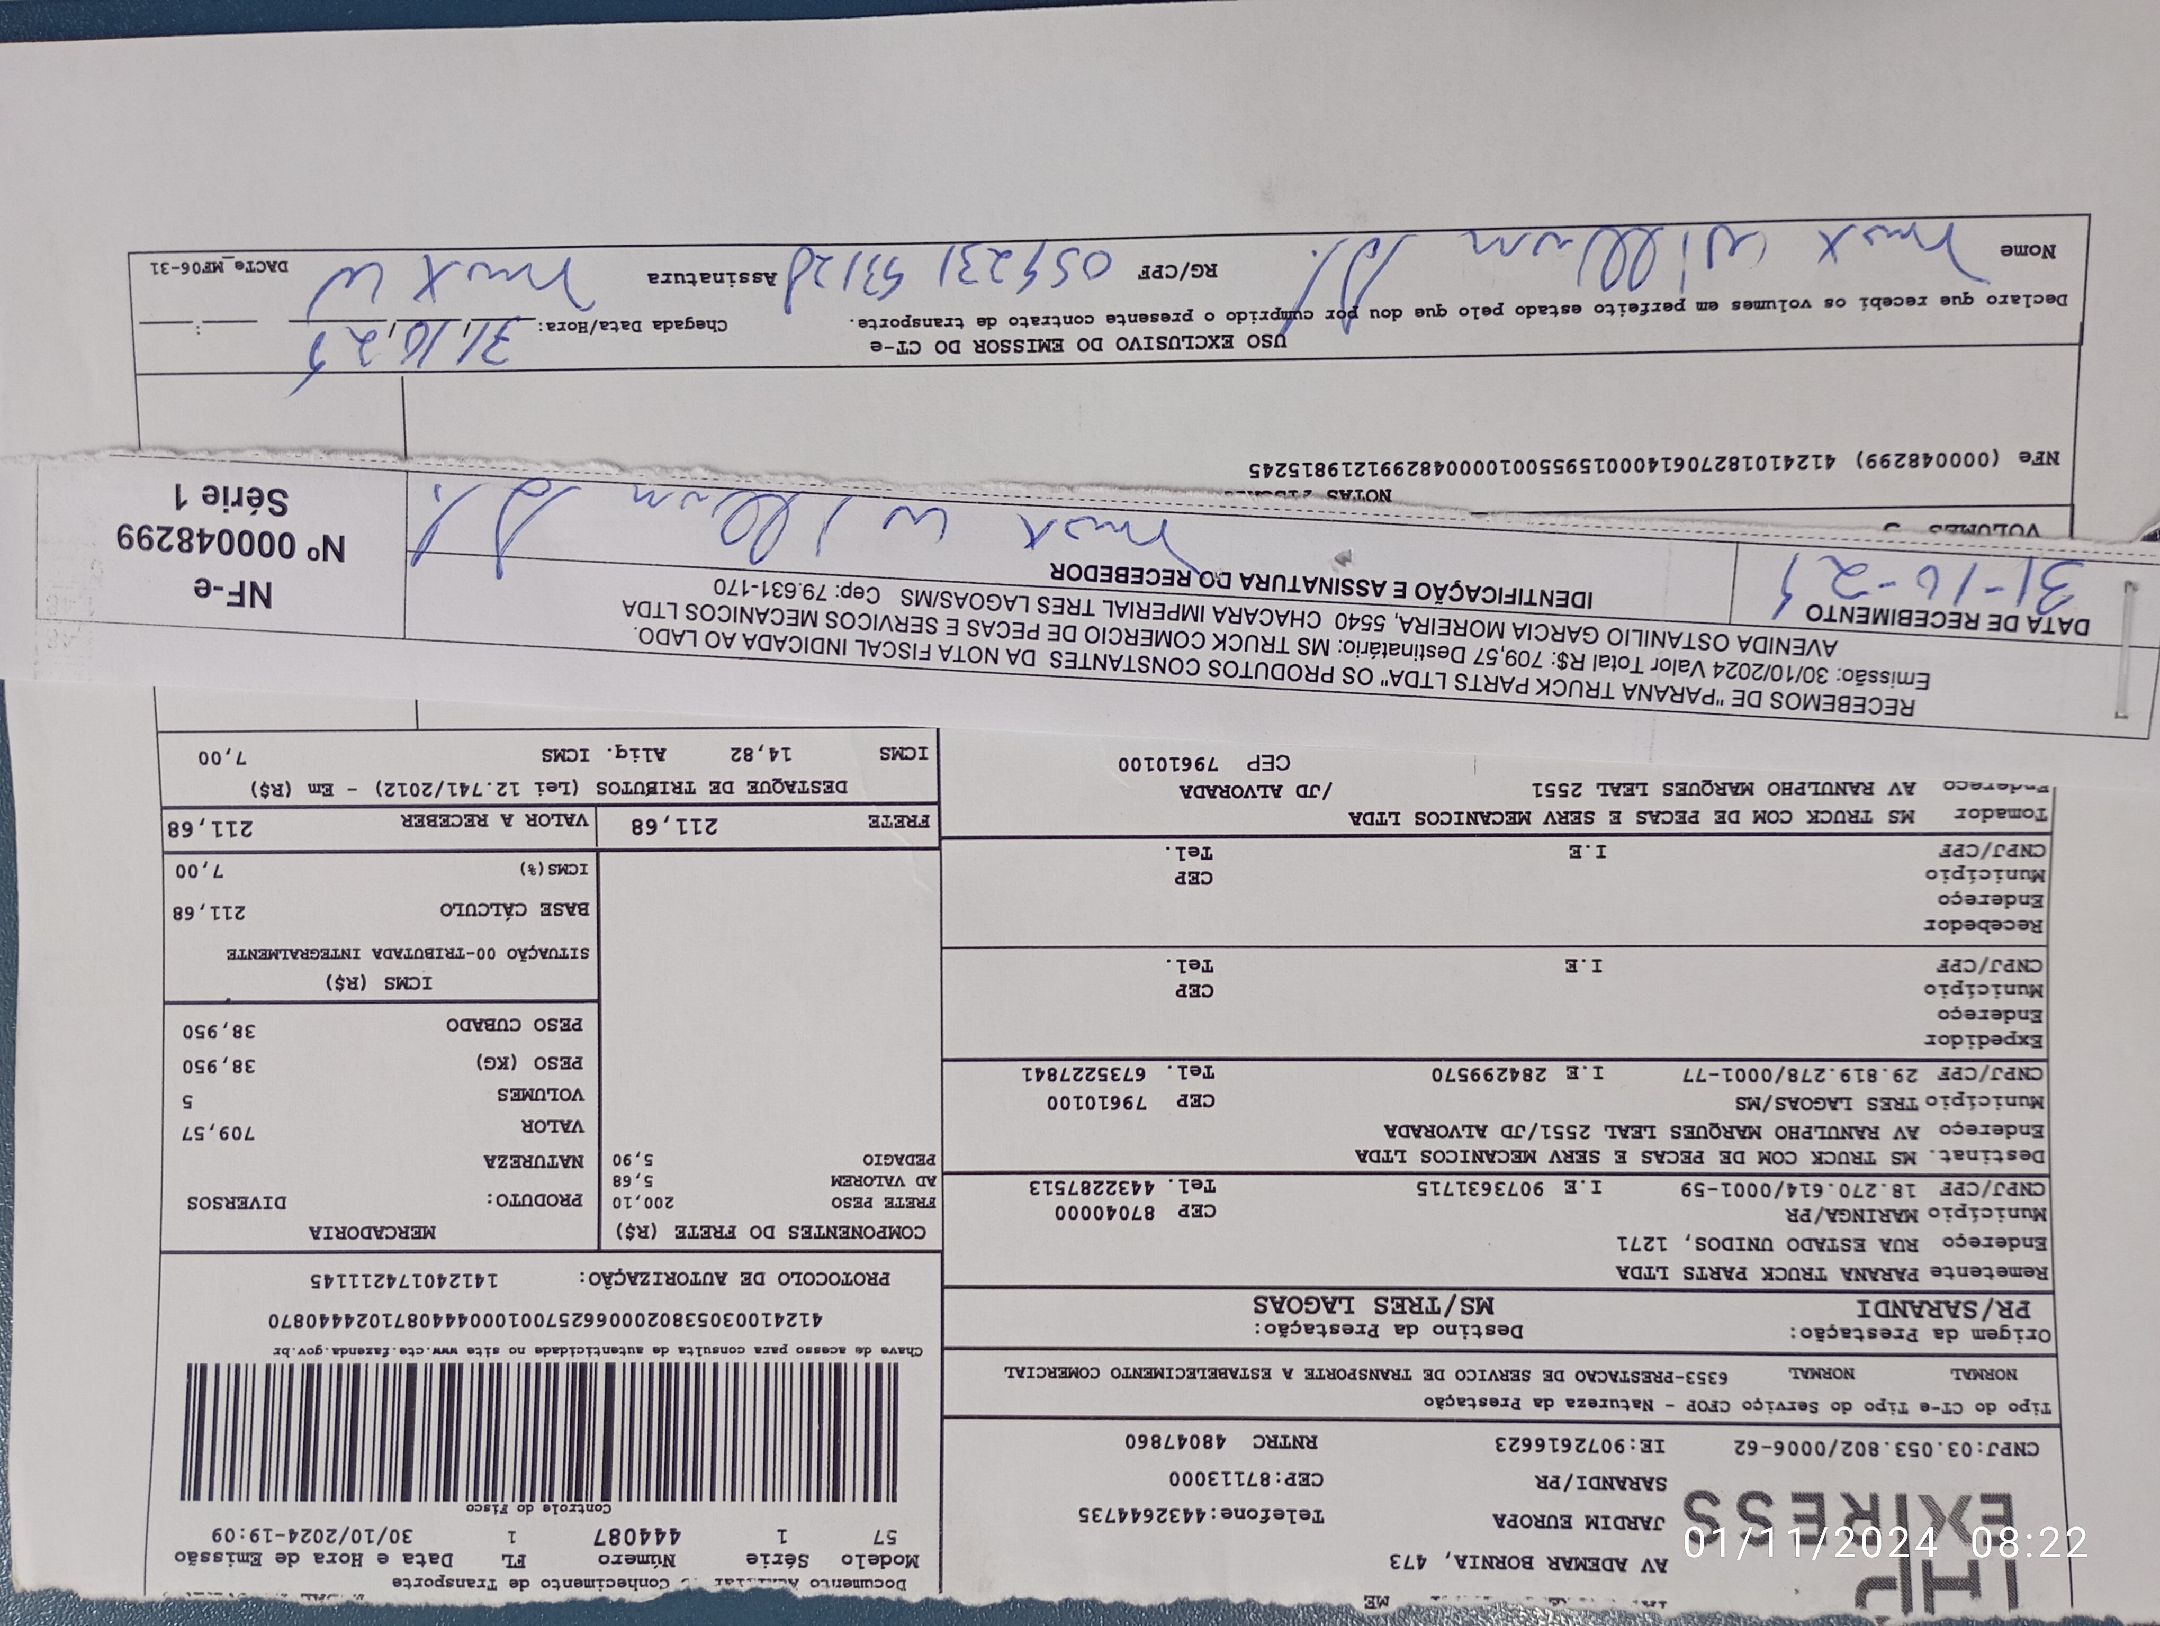 ME
EXPRESS
AV ADEMAR BORNIA, 473
JARDIM EUROPA Telefone:4432644735
SARANDI/PR CEP:87113000
CNPJ:03.053.802/0006-62 IE:9072616623 RNTRC 48047860
Tipo do CT-e Tipo do Serviço CFOP - Natureza da Prestação
NORMAL NORMAL 6353-PRESTACAO DE SERVICO DE TRANSPORTE A ESTABELECIMENTO COMERCIAL
Origem da Prestação: Destino da Prestação:
PR/SARANDI MS/TRES LAGOAS
Remetente PARANA TRUCK PARTS LTDA
Endereço RUA ESTADO UNIDOS, 1271
Município MARINGA/PR CEP 87040000
CNPJ/CPF 18.270.614/0001-59 I.E 9073631715 Tel. 4432287513
Destinat. MS TRUCK COM DE PECAS E SERV MECANICOS LTDA
Endereço AV RANULPHO MARQUES LEAL 2551/JD ALVORADA
Município TRES LAGOAS/MS CEP 79610100
CNPJ/CPF 29.819.278/0001-77 I.E 284299570 Tel. 6735227841
Expedidor
Endereço
Município CEP
CNPJ/CPF I.E Tel.
Recebedor
Endereço
Município CEP
CNPJ/CPF I.E Tel.
Tomador MS TRUCK COM DE PECAS E SERV MECANICOS LTDA
Endereço AV RANULPHO MARQUES LEAL 2551 /JD ALVORADA
CEP 79610100
Documento Auxiliar Conhecimento de Transporte
Modelo Série Número FL Data e Hora de Emissão
57 1 444087 1 30/10/2024-19:09
Controle do Fisco
Chave de acesso para consulta de autenticidade no site www.cte.fazenda.gov.br
41241003053802000662570010004440871024440870
PROTOCOLO DE AUTORIZAÇÃO: 141240174211145
COMPONENTES DO FRETE (R$)
FRETE PESO 200,10
AD VALOREM 5,68
PEDAGIO 5,90
MERCADORIA
PRODUTO: DIVERSOS
NATUREZA
VALOR 709,57
VOLUMES 5
PESO (KG) 38,950
PESO CUBADO 38,950
ICMS (R$)
SITUAÇÃO 00-TRIBUTADA INTEGRALMENTE
BASE CÁLCULO 211,68
ICMS(%) 7,00
FRETE 211,68 VALOR A RECEBER 211,68
DESTAQUE DE TRIBUTOS (Lei 12.741/2012) - Em (R$)
ICMS 14,82 Aliq. ICMS 7,00
RECEBEMOS DE "PARANA TRUCK PARTS LTDA" OS PRODUTOS CONSTANTES DA NOTA FISCAL INDICADA AO LADO.
Emissão: 30/10/2024 Valor Total R$: 709,57 Destinatário: MS TRUCK COMERCIO DE PECAS E SERVICOS MECANICOS LTDA
AVENIDA OSTANILIO GARCIA MOREIRA, 5540 CHACARA IMPERIAL TRES LAGOAS/MS Cep: 79.631-170
DATA DE RECEBIMENTO IDENTIFICAÇÃO E ASSINATURA DO RECEBEDOR
31-10-24 Max William
NF-e
Nº 000048299
Série 1
VOLUMES
NOTAS
NFe (000048299) 41241018270614000159550010000482991219815245
USO EXCLUSIVO DO EMISSOR DO CT-e
Declaro que recebi os volumes em perfeito estado pelo que dou por cumprido o presente contrato de transporte.
Chegada Data/Hora: 31/10/24 :
Nome Max William RG/CPF Assinatura Max W
DACTe_MF06-31
01/11/2024 08:22